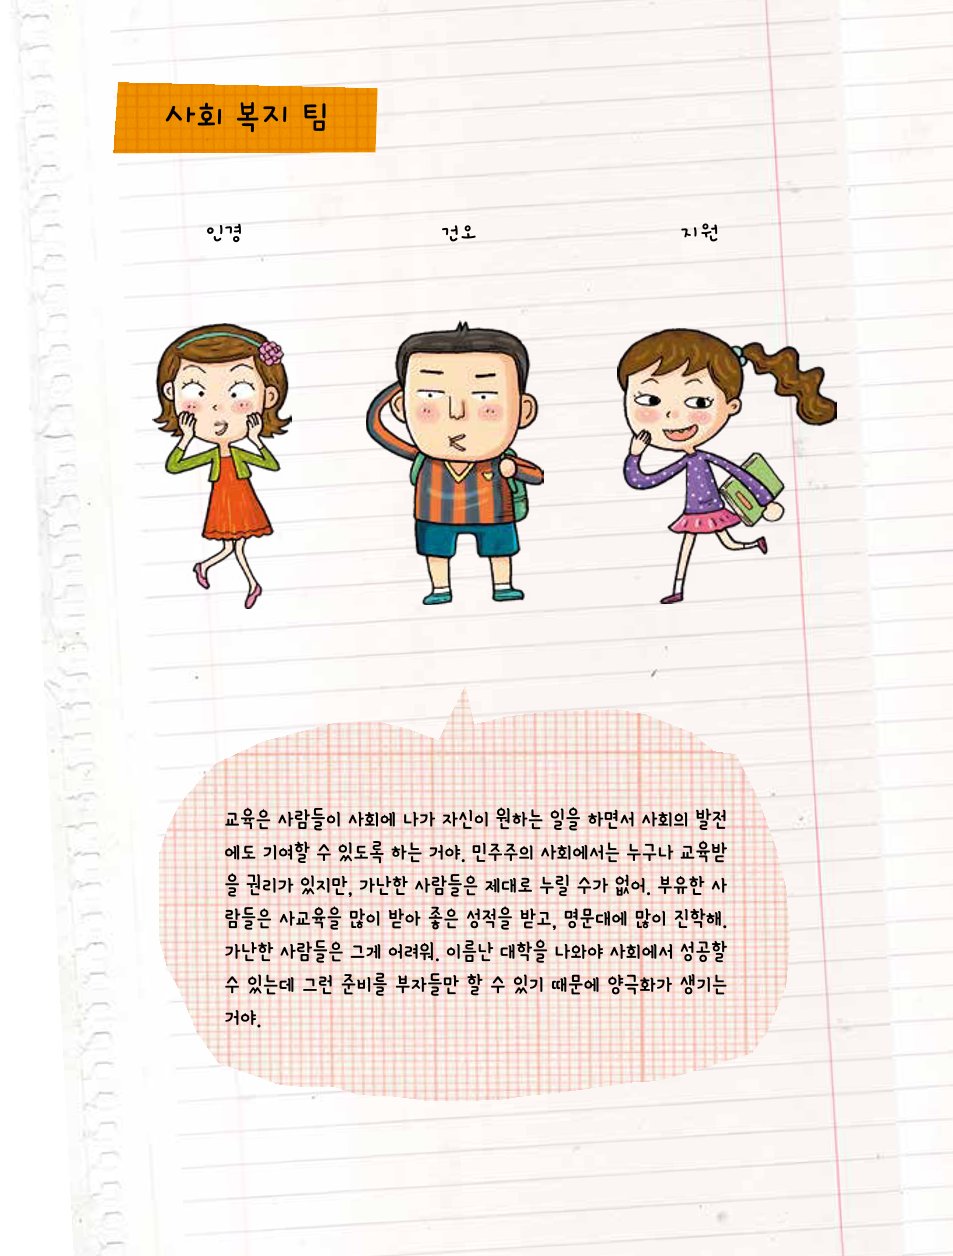 사회 복지 팀
인경 건오 지원
교육은 사람들이 사회에 나가 자신이 원하는 일을 하면서 사회의 발전
에도 기여할 수 있도록 하는 거야. 민주주의 사회에서는 누구나 교육받
을 권리가 있지만, 가난한 사람들은 제대로 누릴 수가 없어. 부유한 사
람들은 사교육을 많이 받아 좋은 성적을 받고, 명문대에 많이 진학해.
가난한 사람들은 그게 어려워. 이름난 대학을 나와야 사회에서 성공할
수 있는데 그런 준비를 부자들만 할 수 있기 때문에 양극화가 생기는
거야.